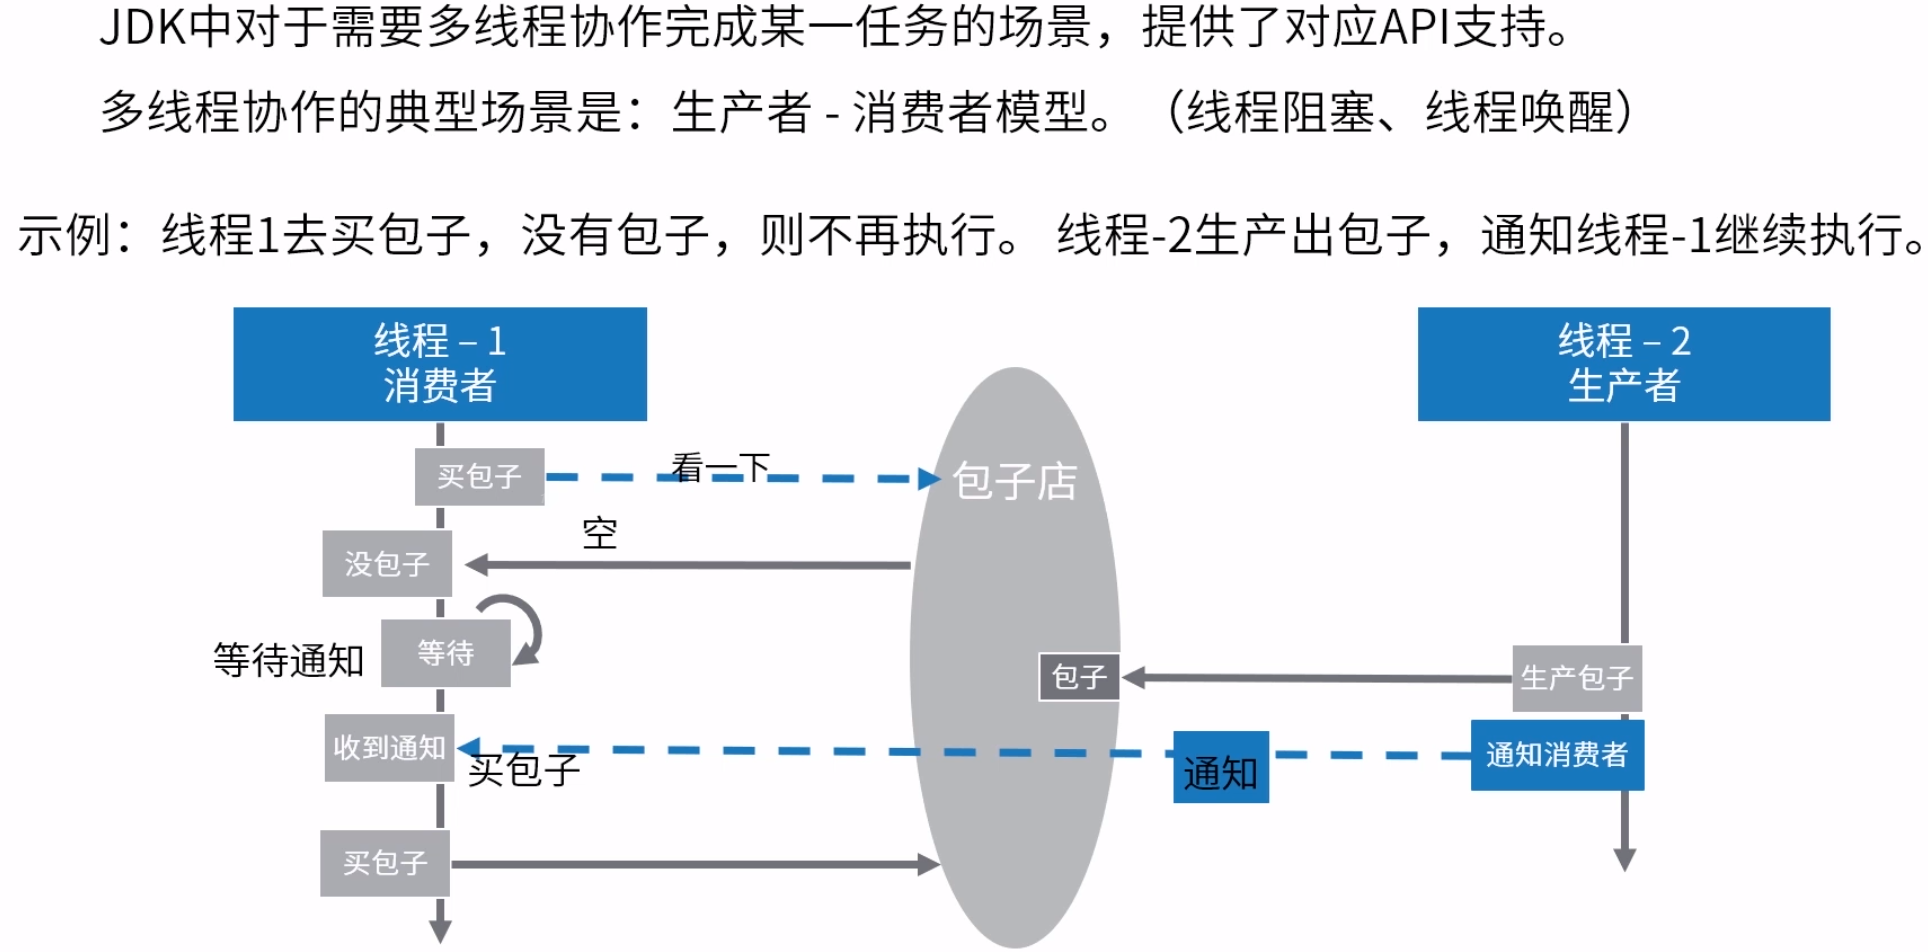 JDK中对于需要多线程协作完成某一任务的场景，提供了对应API支持。
多线程协作的典型场景是：生产者 - 消费者模型。（线程阻塞、线程唤醒）
示例：线程1去买包子，没有包子，则不再执行。 线程-2生产出包子，通知线程-1继续执行。
线程 – 1
消费者
线程 – 2
生产者
买包子
看一下
包子店
空
没包子
等待通知
等待
包子
生产包子
收到通知
买包子
通知
通知消费者
买包子